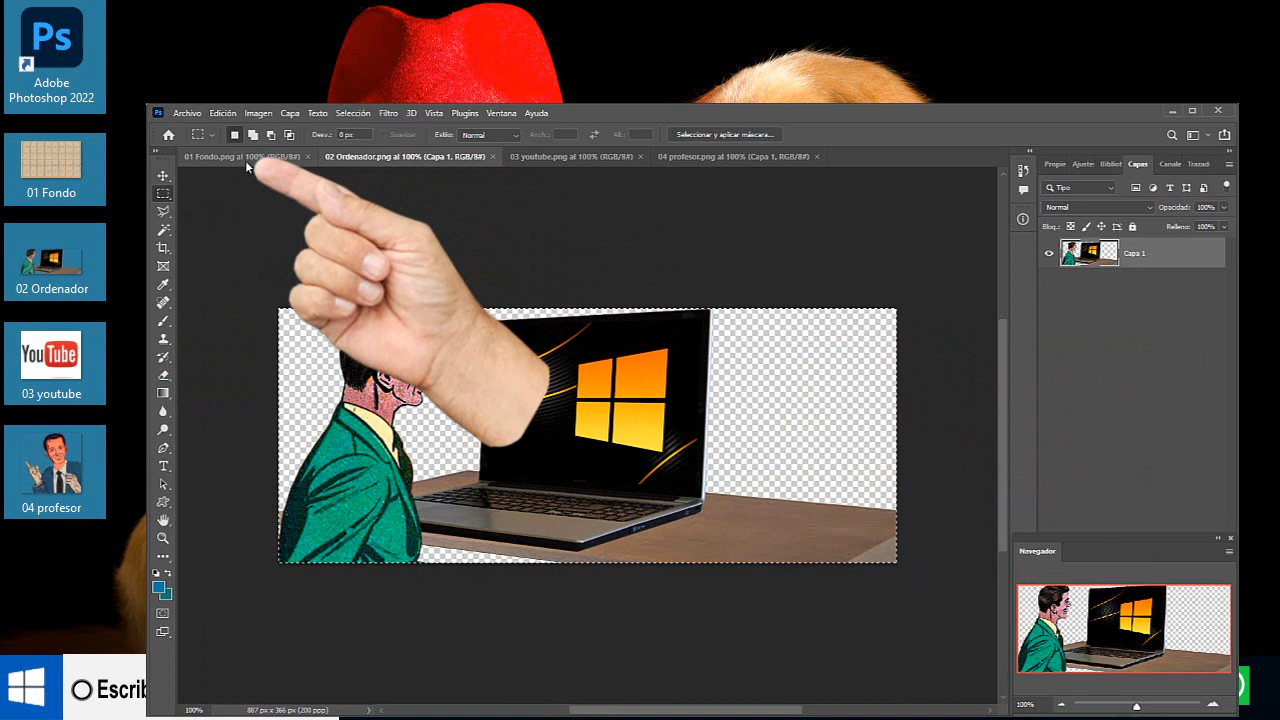 Ps
Adobe
Photoshop 2022
01 Fondo
02 Ordenador
YouTube
03 youtube
04 profesor
Escrib
Ps
Archivo Edición Imagen Capa Texto Selección Filtro 3D Vista Plugins Ventana Ayuda
Desv.: 0 px Suavizar Estilo: Normal Anch.: Alt.: Seleccionar y aplicar máscara...
01 Fondo.png al 100% (RGB/8#) × 02 Ordenador.png al 100% (Capa 1, RGB/8#) × 03 youtube.png al 100% (RGB/8#) × 04 profesor.png al 100% (Capa 1, RGB/8#) ×
Propie Ajuste Bibliot Capas Canale Trazad
Tipo
Normal Opacidad: 100%
Bloq.: Relleno: 100%
Capa 1
Navegador
100%
100% 887 px x 366 px (200 ppp)